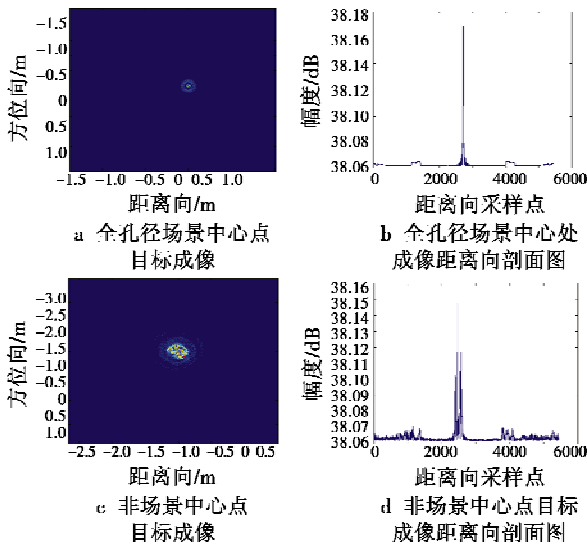 -1.5
-1.0
-0.5
0
0.5
1.0
方位向/m
-1.5 -1.0 -0.5 0 0.5 1.0
距离向/m
a 全孔径场景中心点
目标成像
38.18
38.16
38.14
38.12
38.10
38.08
38.06
幅度/dB
0 2000 4000 6000
距离向采样点
b 全孔径场景中心处
成像距离向剖面图
-3.0
-2.5
-2.0
-1.5
-1.0
-0.5
0
0.5
1.0
方位向/m
-2.5 -2.0 -1.5 -1.0 -0.5 0 0.5
距离向/m
c 非场景中心点
目标成像
38.16
38.15
38.14
38.13
38.12
38.11
38.10
38.09
38.08
38.07
38.06
幅度/dB
0 2000 4000 6000
距离向采样点
d 非场景中心点目标
成像距离向剖面图